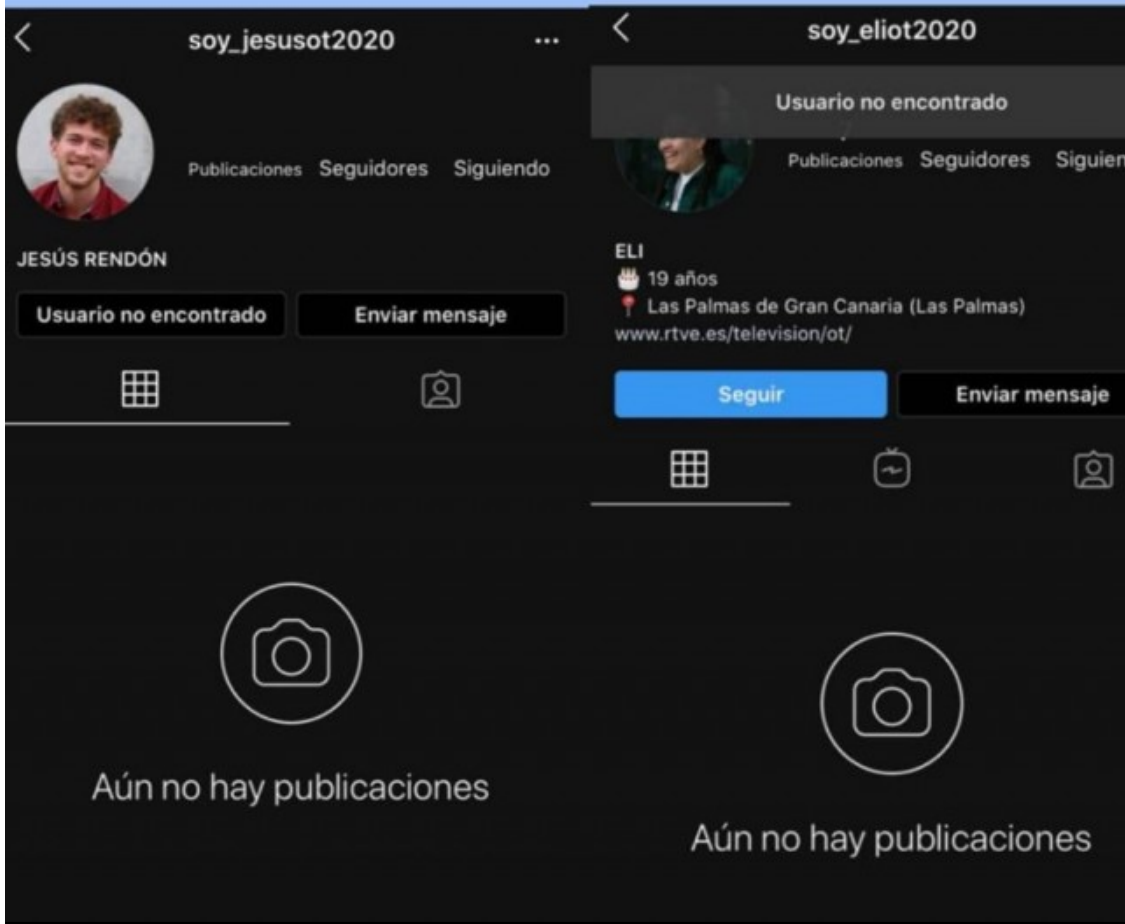 soy_jesusot2020
Publicaciones Seguidores Siguiendo
JESÚS RENDÓN
Usuario no encontrado
Enviar mensaje
Aún no hay publicaciones
soy_eliot2020
Usuario no encontrado
Publicaciones Seguidores Siguien
ELI
19 años
Las Palmas de Gran Canaria (Las Palmas)
www.rtve.es/television/ot/
Seguir
Enviar mensaje
Aún no hay publicaciones